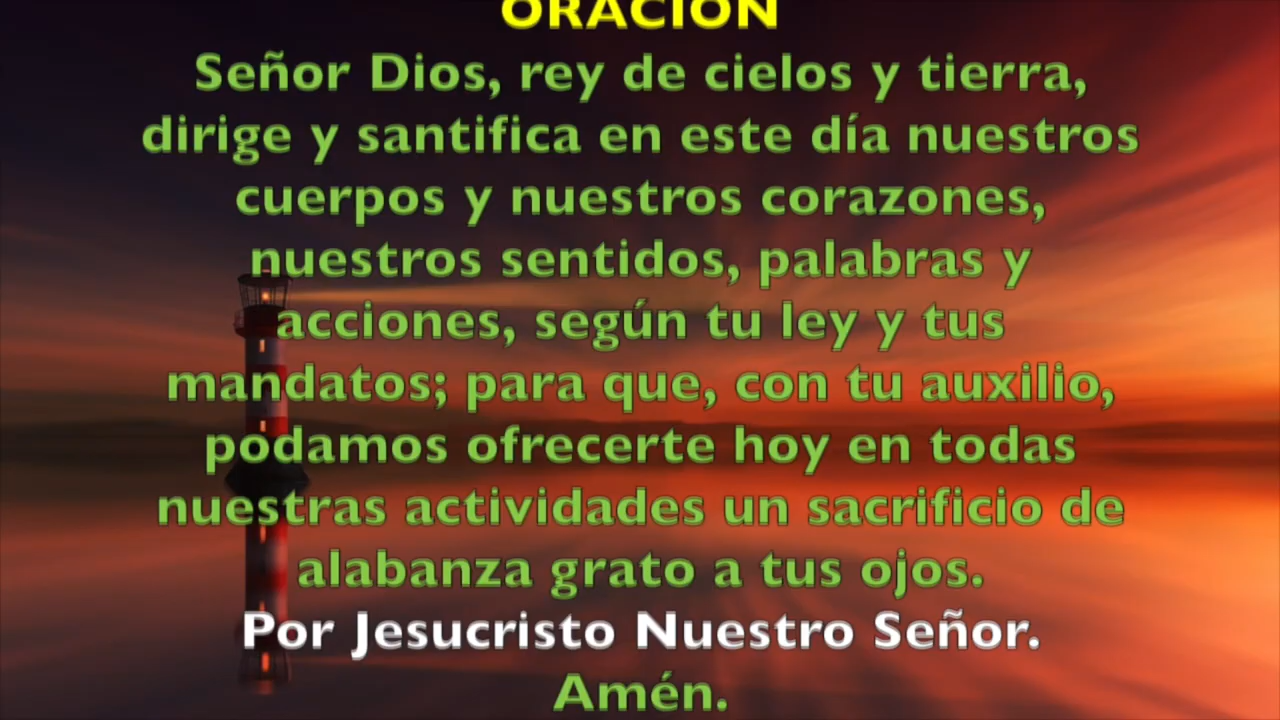 ORACIÓN
Señor Dios, rey de cielos y tierra,
dirige y santifica en este día nuestros
cuerpos y nuestros corazones,
nuestros sentidos, palabras y
acciones, según tu ley y tus
mandatos; para que, con tu auxilio,
podamos ofrecerte hoy en todas
nuestras actividades un sacrificio de
alabanza grato a tus ojos.
Por Jesucristo Nuestro Señor.
Amén.